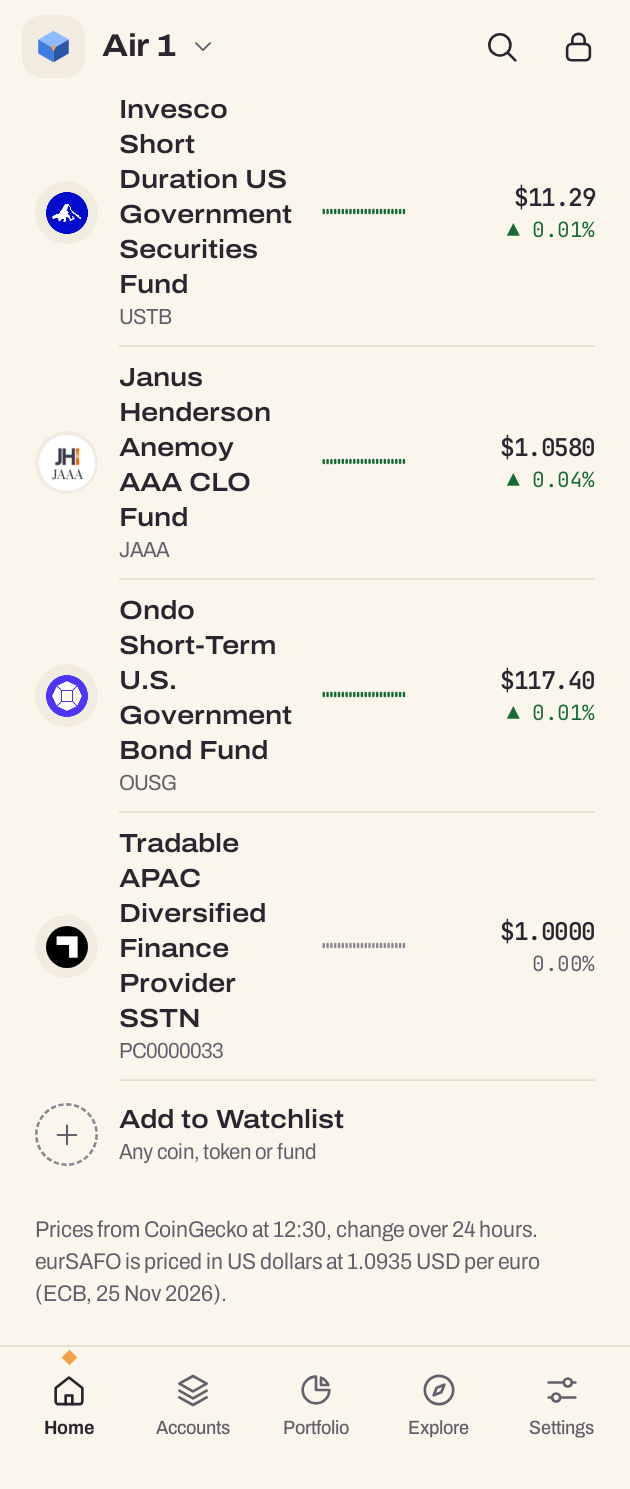 Air 1
Invesco
Short
Duration US
Government
Securities
Fund
USTB
$11.29
▲ 0.01%
JH
JAAA
Janus
Henderson
Anemoy
AAA CLO
Fund
JAAA
$1.0580
▲ 0.04%
Ondo
Short-Term
U.S.
Government
Bond Fund
OUSG
$117.40
▲ 0.01%
Tradable
APAC
Diversified
Finance
Provider
SSTN
PC0000033
$1.0000
0.00%
Add to Watchlist
Any coin, token or fund
Prices from CoinGecko at 12:30, change over 24 hours.
eurSAFO is priced in US dollars at 1.0935 USD per euro
(ECB, 25 Nov 2026).
Home
Accounts
Portfolio
Explore
Settings